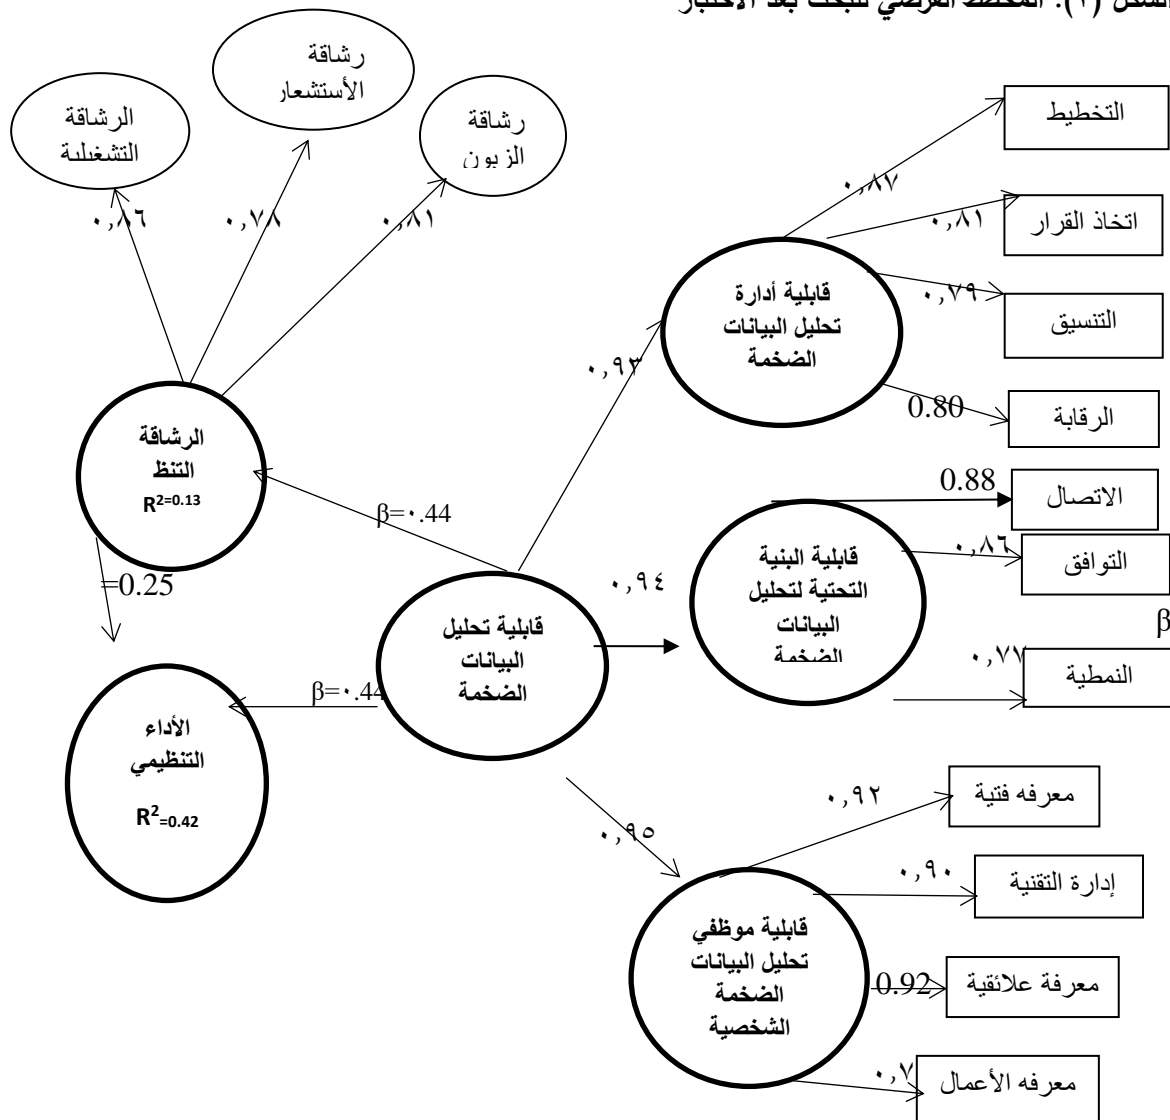 الشكل (٢): المخطط الفرضي للبحث بعد الاختبار
رشاقة
الأستشعار
الرشاقة
التشغيلية
رشاقة
الزبون
٠,٨٦
٠,٧٨
٠,٨١
التخطيط
٠,٨٧
اتخاذ القرار
٠,٨١
قابلية أدارة
تحليل البيانات
الضخمة
التنسيق
٠,٧٩
الرقابة
0.80
٠,٩٣
الرشاقة
التنظ
R²=0.13
β=٠.44
=0.25
الاتصال
0.88
قابلية البنية
التحتية لتحليل
البيانات
الضخمة
التوافق
٠,٨٦
β
النمطية
٠,٧٧
٠,٩٤
قابلية تحليل
البيانات
الضخمة
β=٠.44
الأداء
التنظيمي
R²=0.42
٠,٩٥
معرفه فتية
٠,٩٢
إدارة التقنية
٠,٩٠
قابلية موظفي
تحليل البيانات
الضخمة
الشخصية
معرفة علائقية
0.92
معرفه الأعمال
٠,٧